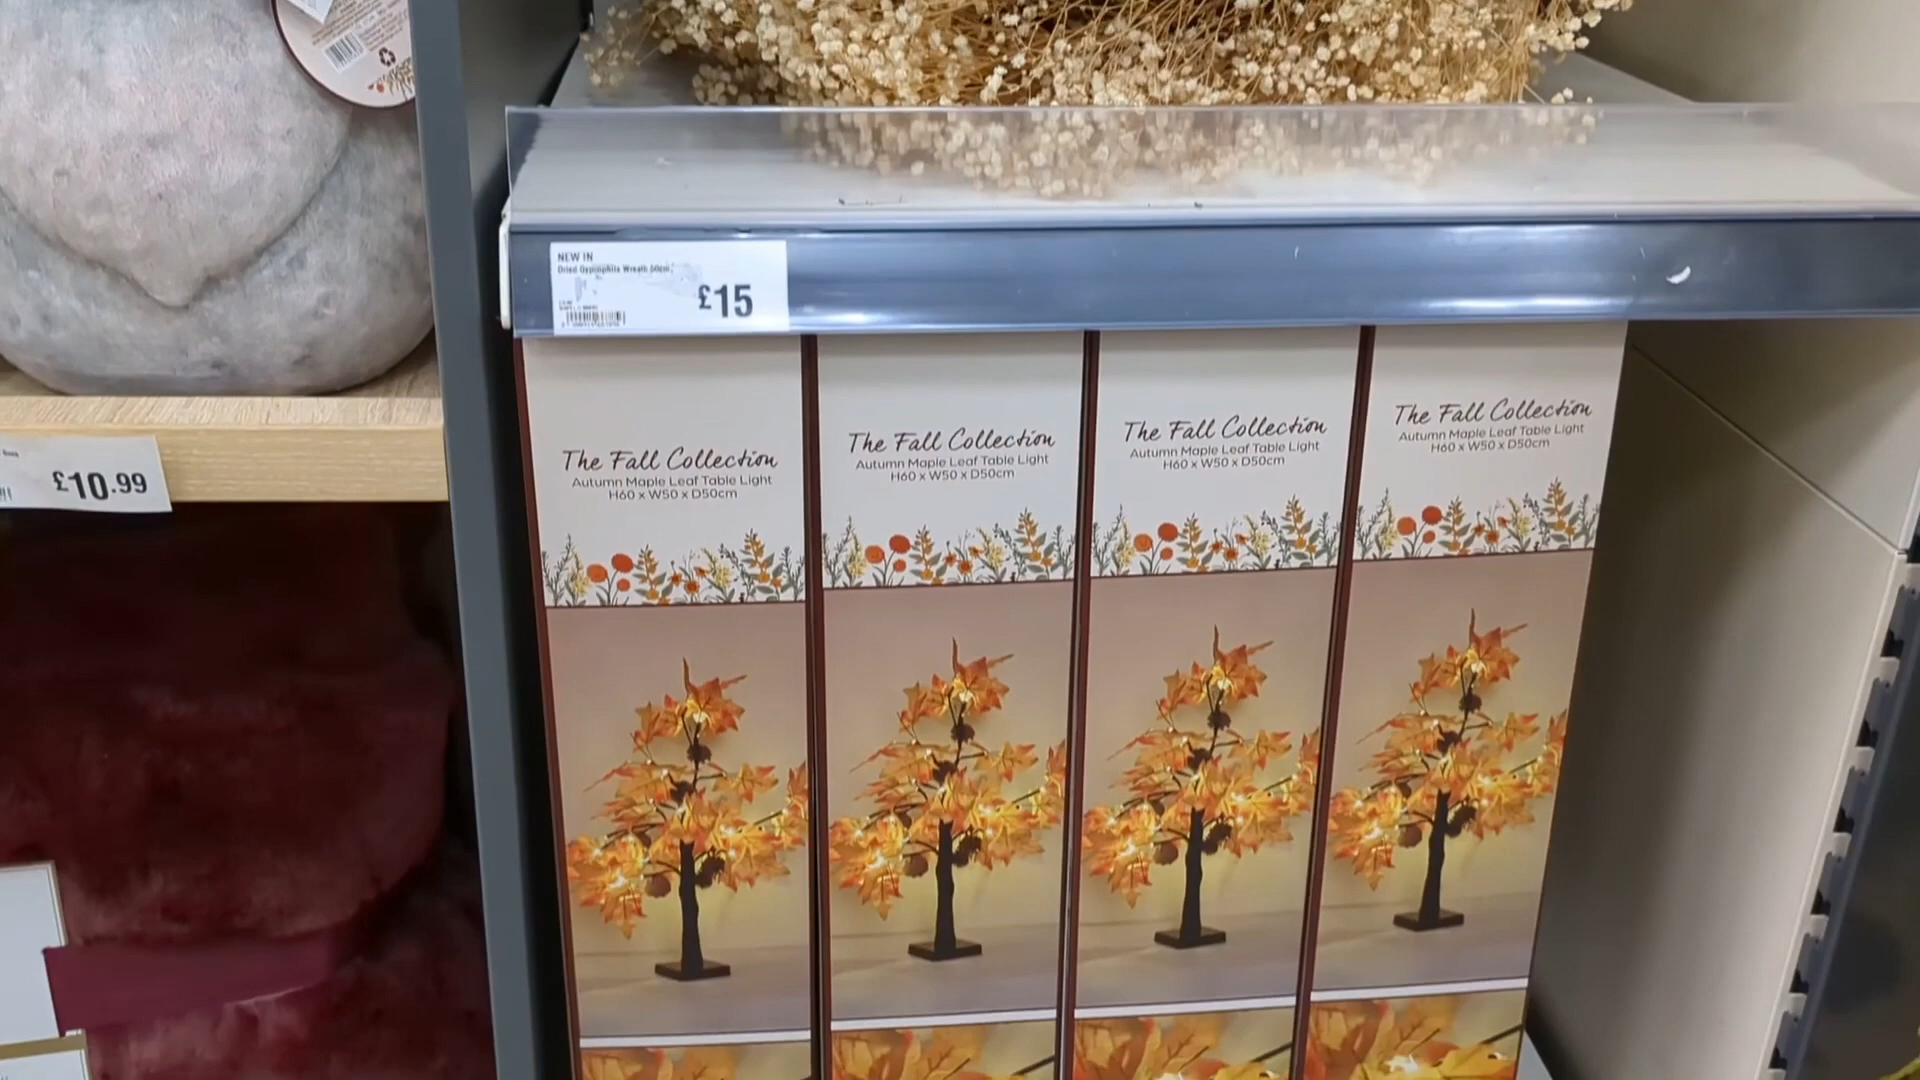 NEW IN
Dried Gypsophila Wreath 50cm
£15
£10.99
The Fall Collection
Autumn Maple Leaf Table Light
H60 x W50 x D50cm
The Fall Collection
Autumn Maple Leaf Table Light
H60 x W50 x D50cm
The Fall Collection
Autumn Maple Leaf Table Light
H60 x W50 x D50cm
The Fall Collection
Autumn Maple Leaf Table Light
H60 x W50 x D50cm